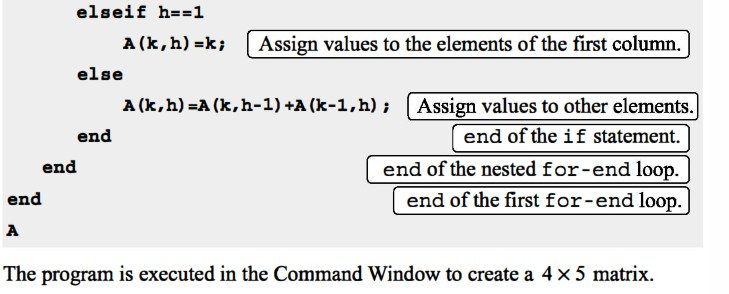 elseif h==1
A(k,h)=k; Assign values to the elements of the first column.
else
A(k,h)=A(k,h-1)+A(k-1,h); Assign values to other elements.
end end of the if statement.
end end of the nested for-end loop.
end end of the first for-end loop.
A
The program is executed in the Command Window to create a 4 × 5 matrix.